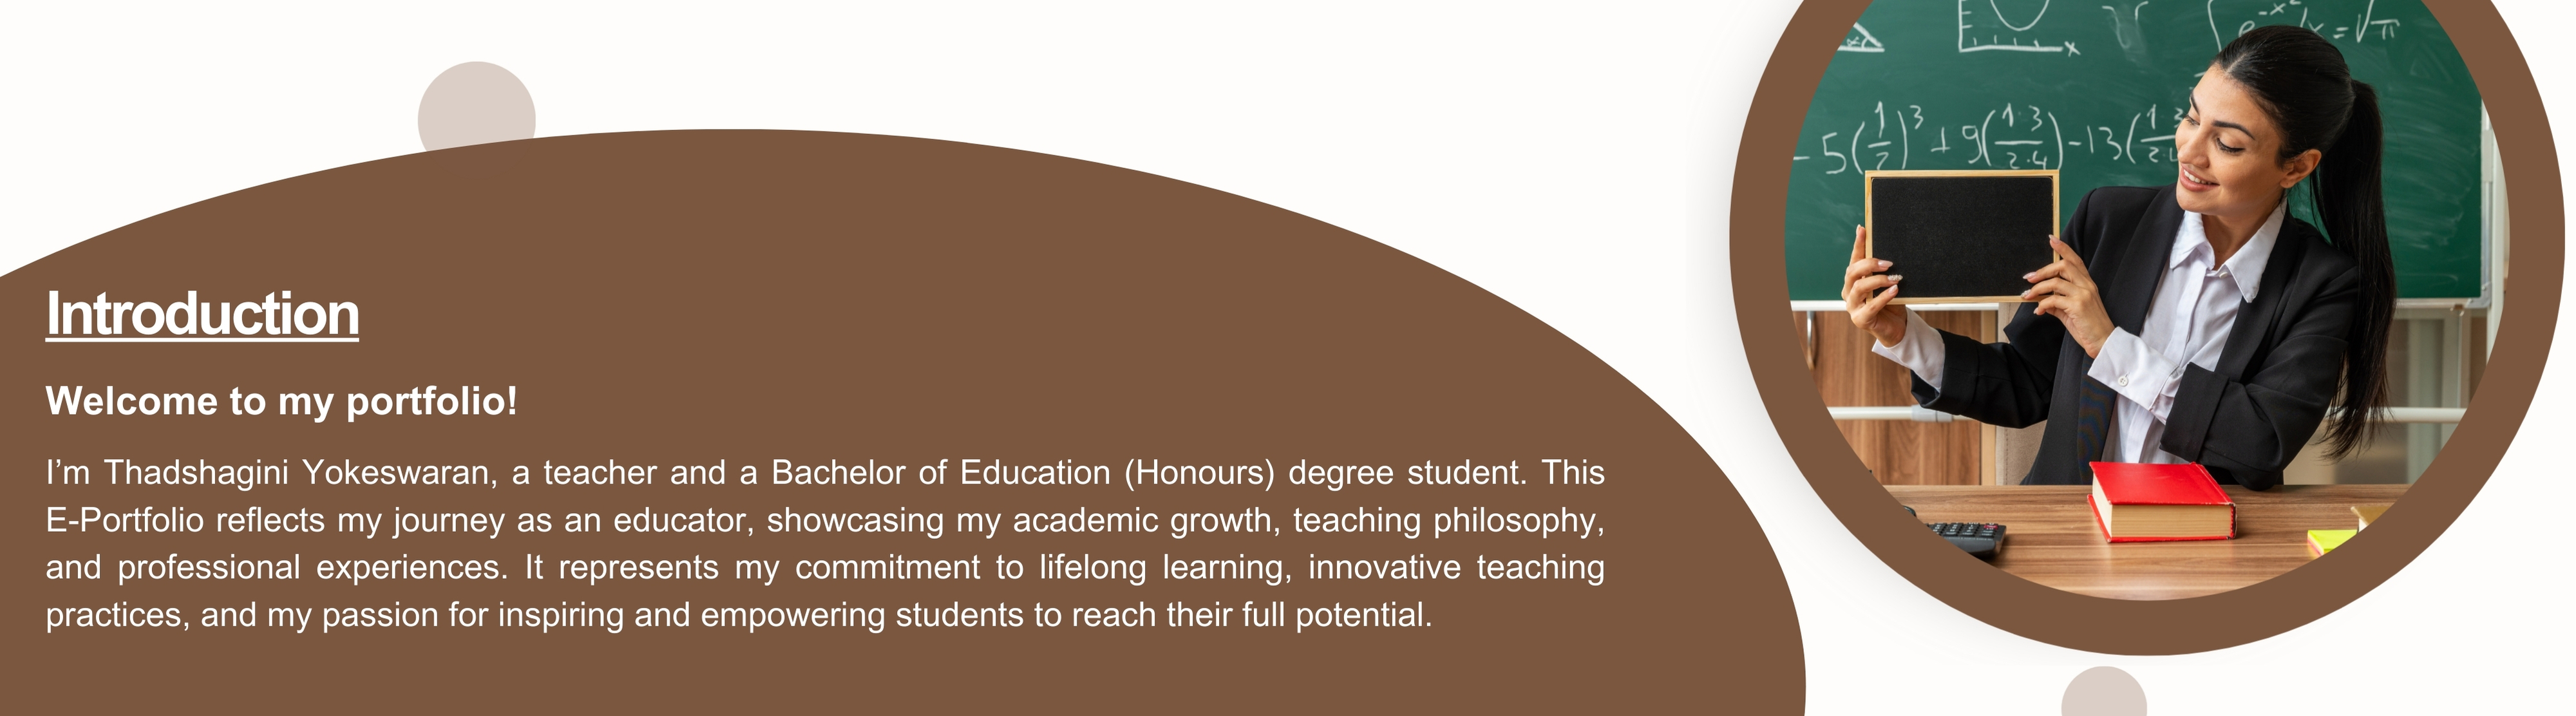 Introduction
Welcome to my portfolio!
I’m Thadshagini Yokeswaran, a teacher and a Bachelor of Education (Honours) degree student. This
E-Portfolio reflects my journey as an educator, showcasing my academic growth, teaching philosophy,
and professional experiences. It represents my commitment to lifelong learning, innovative teaching
practices, and my passion for inspiring and empowering students to reach their full potential.